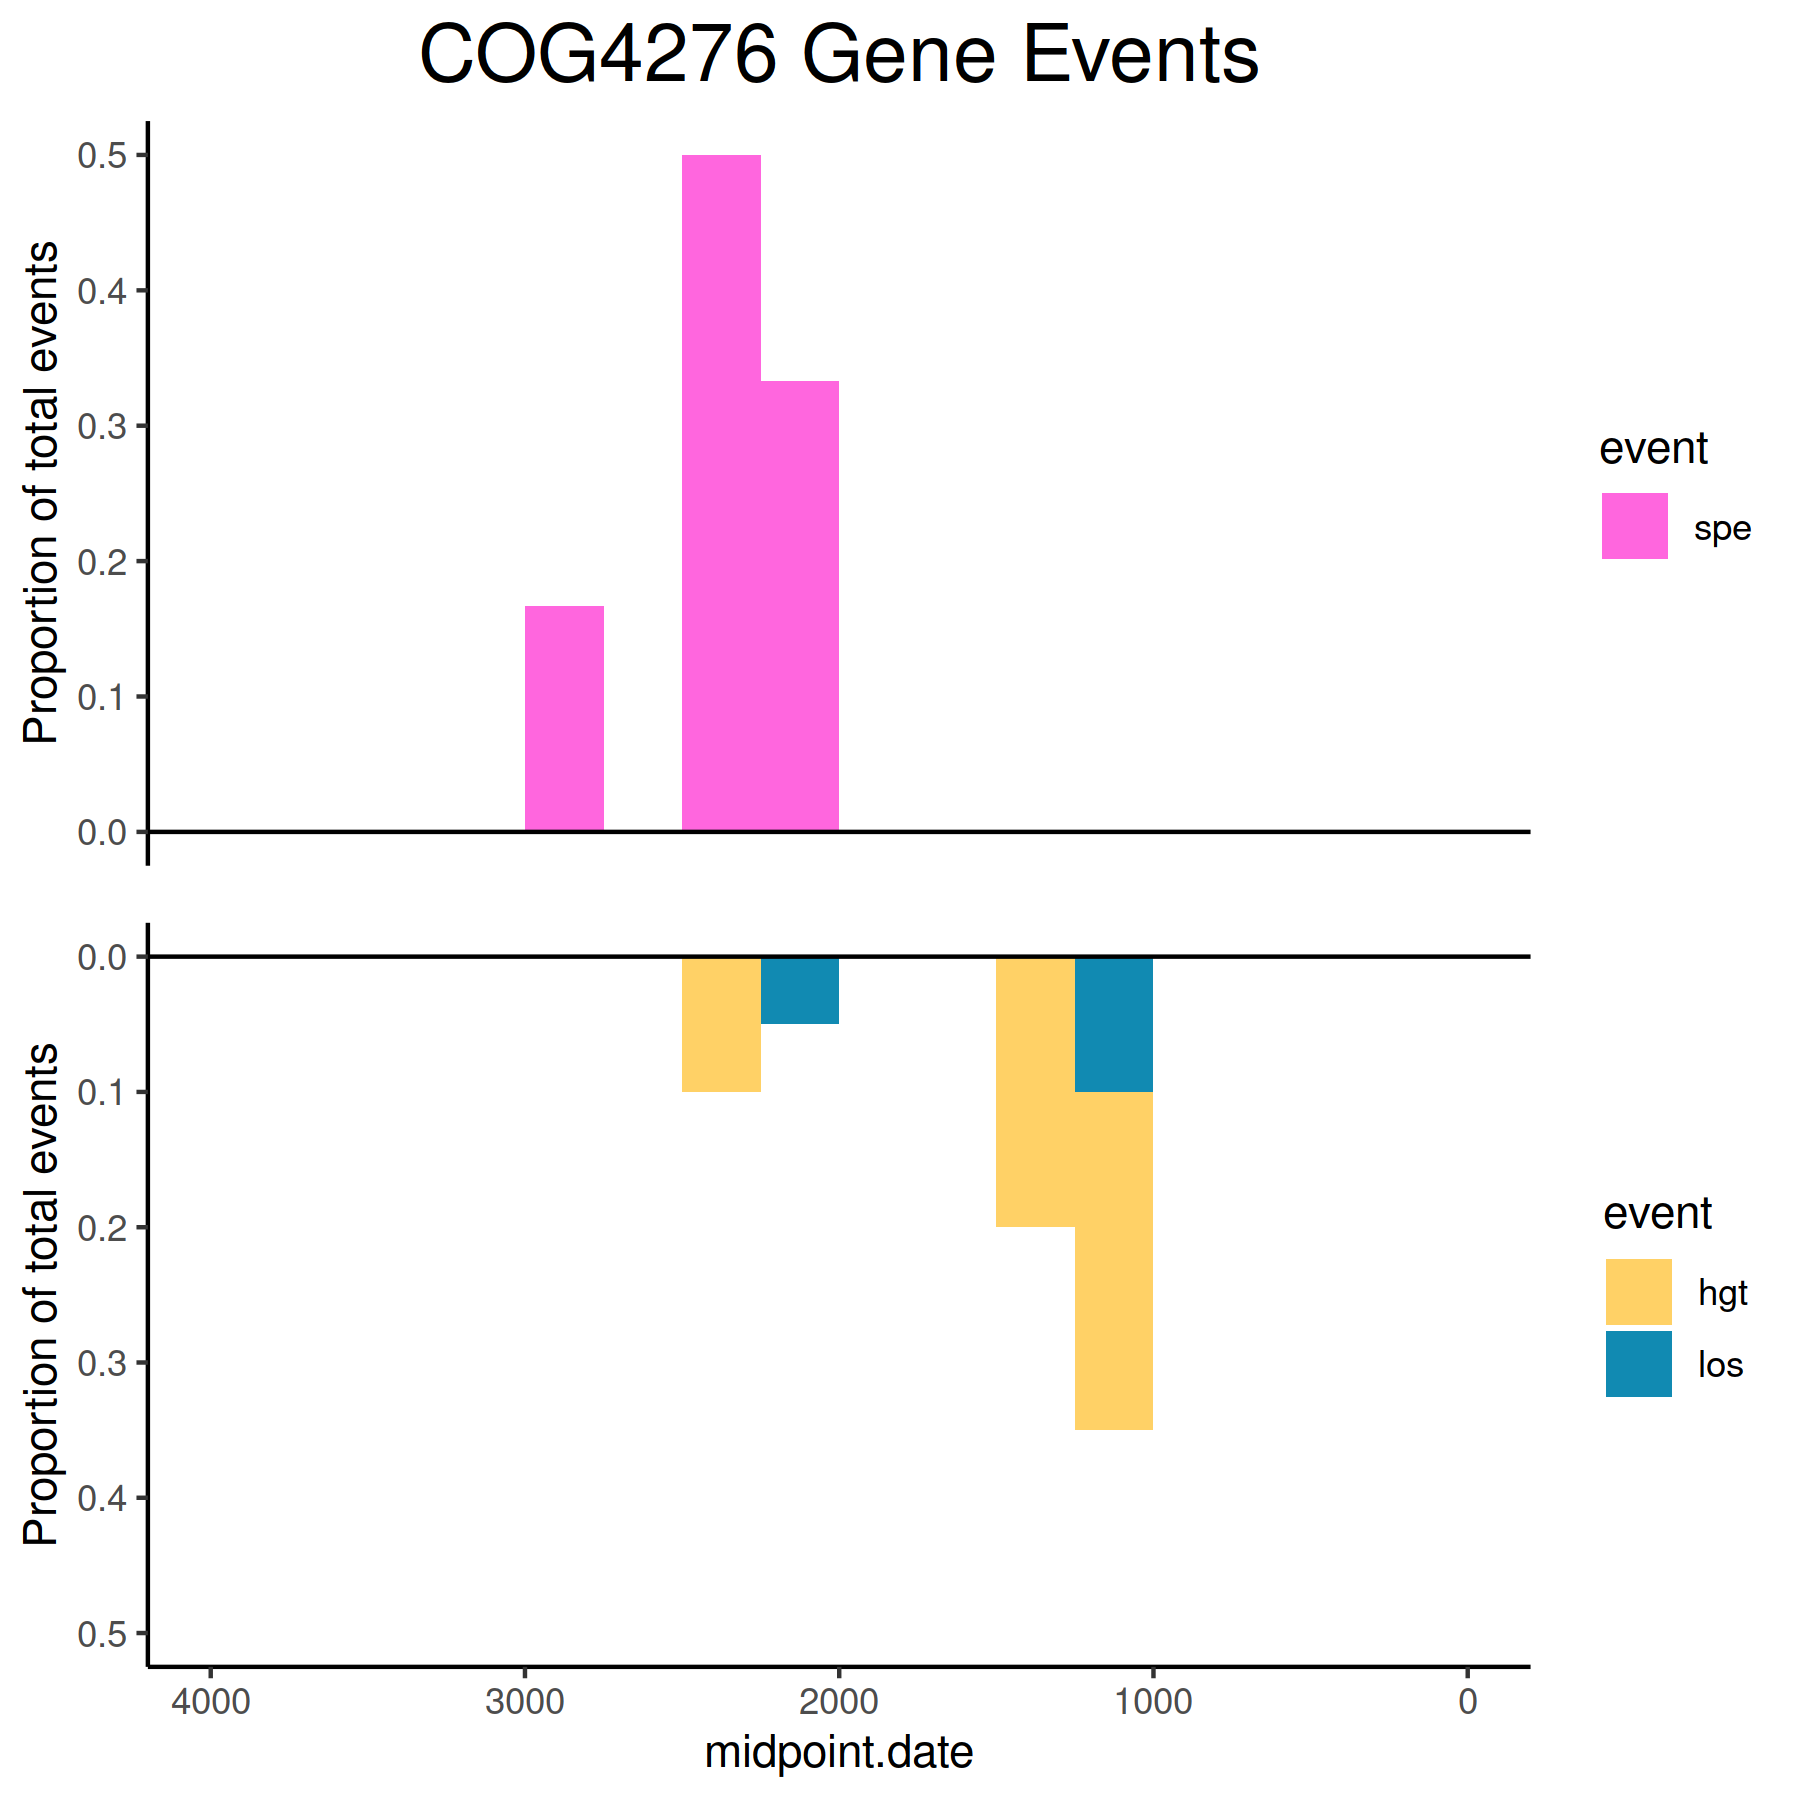 COG4276 Gene Events
Proportion of total events
0.5
0.4
0.3
0.2
0.1
0.0
event
spe
Proportion of total events
0.0
0.1
0.2
0.3
0.4
0.5
event
hgt
los
4000 3000 2000 1000 0
midpoint.date